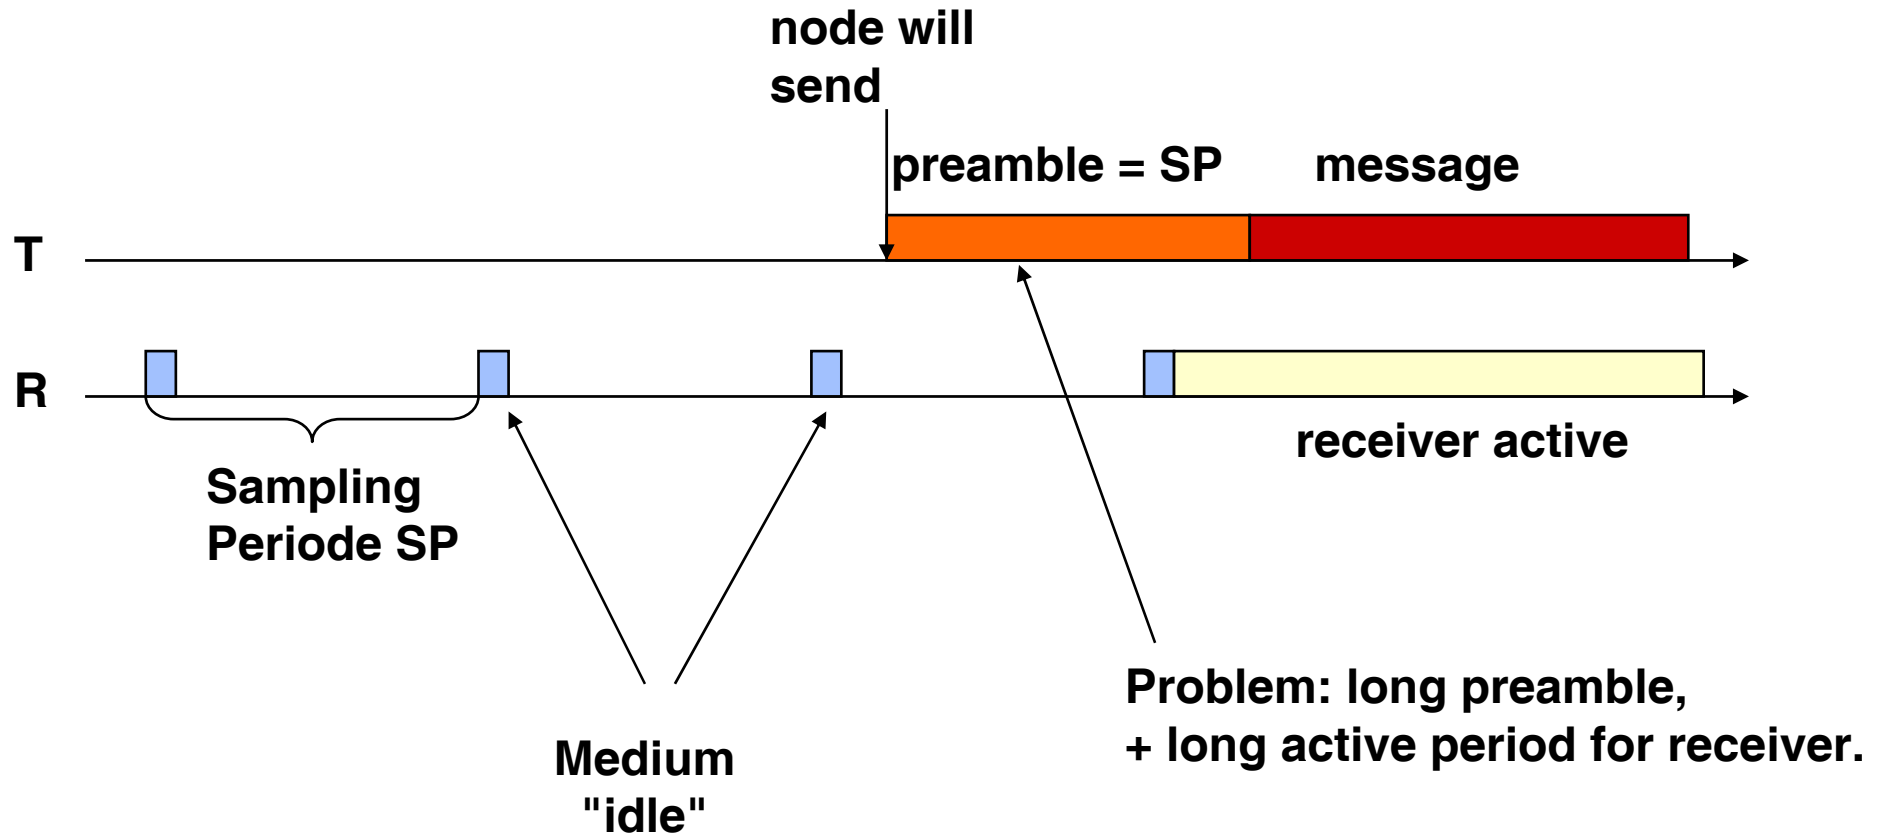 node will
send
preamble = SP
message
T
R
receiver active
Sampling
Periode SP
Problem: long preamble,
+ long active period for receiver.
Medium
"idle"